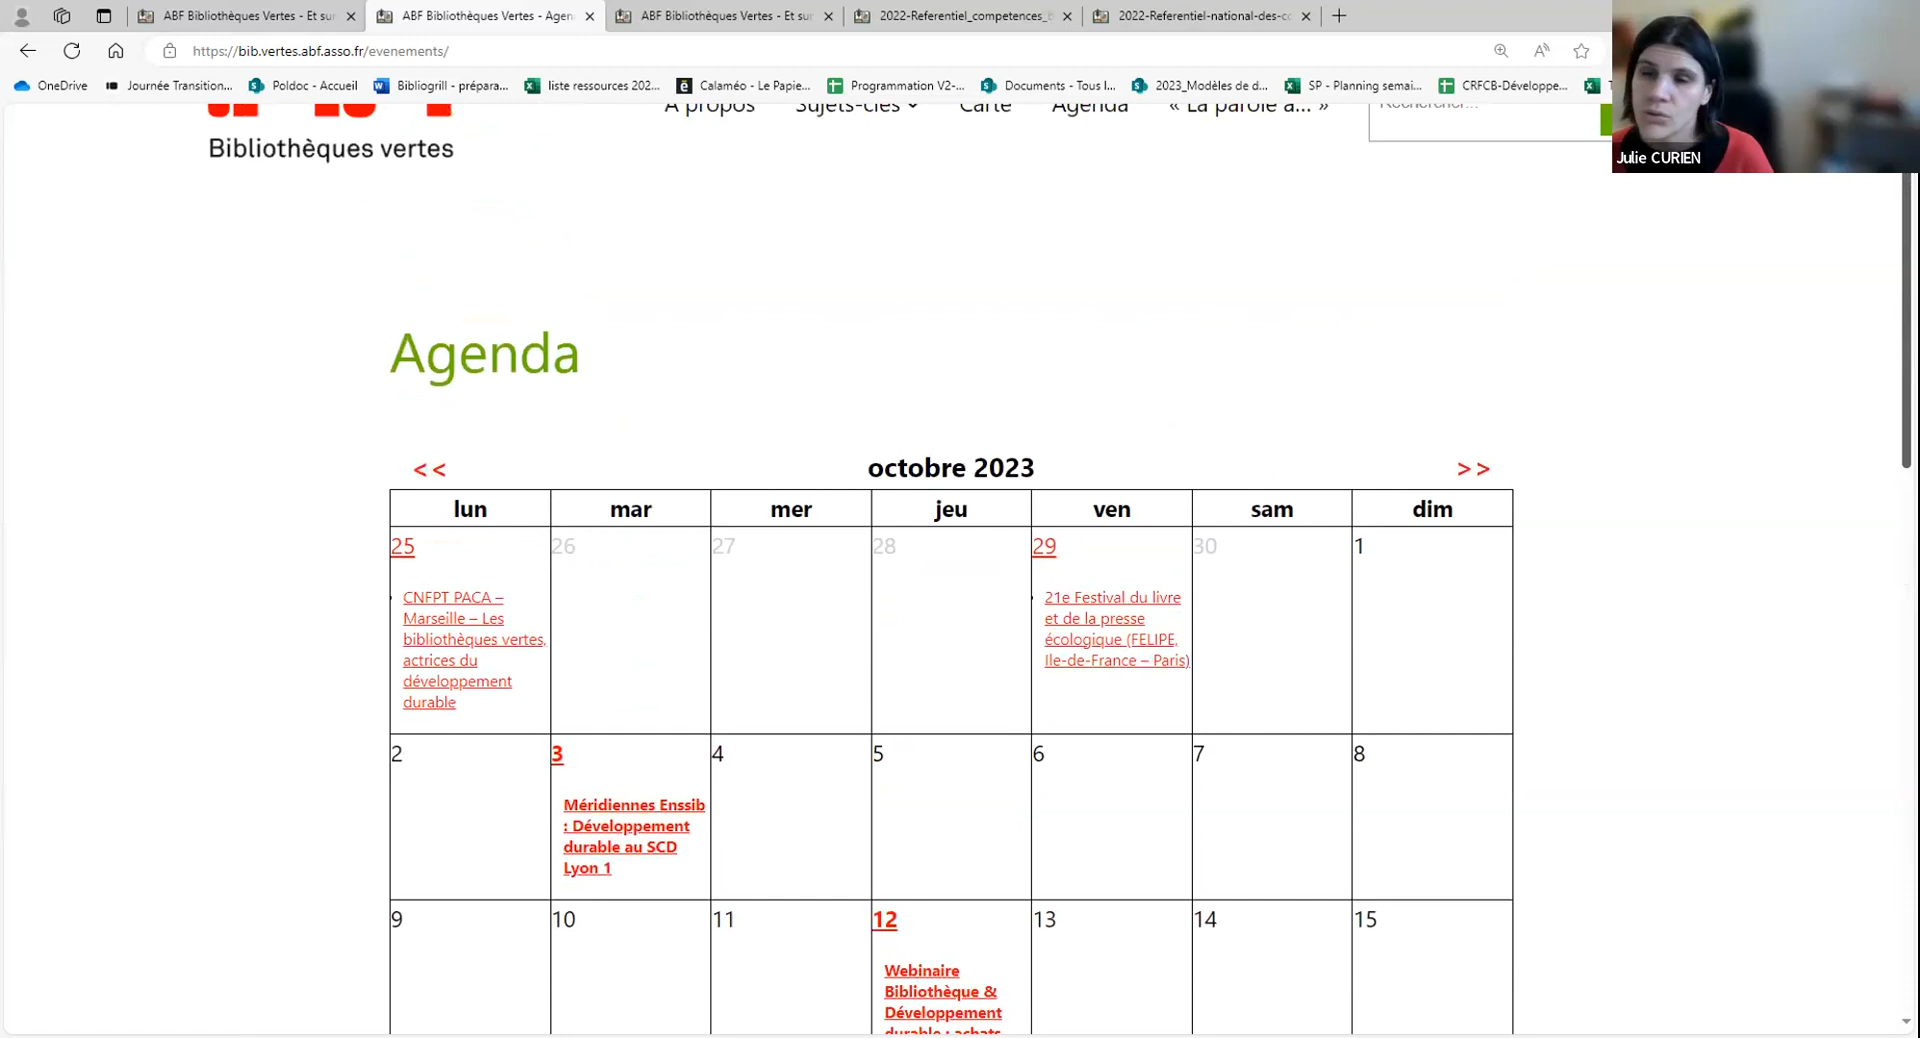 ABF Bibliothèques Vertes - Et sur
ABF Bibliothèques Vertes - Agen
ABF Bibliothèques Vertes - Et sur
2022-Referentiel_competences_
2022-Referentiel-national-des-co
https://bib.vertes.abf.asso.fr/evenements/
OneDrive
Journée Transition...
Poldoc - Accueil
Bibliogrill - prépara...
liste ressources 202...
Calaméo - Le Papie...
Programmation V2-...
Documents - Tous l...
2023_Modèles de d...
SP - Planning semai...
CRFCB-Développe...
Julie CURIEN
A propos
Sujets-clés
Carte
Agenda
« La parole à... »
Rechercher...
Bibliothèques vertes
Agenda
<<
octobre 2023
>>
lun mar mer jeu ven sam dim
25 26 27 28 29 30 1
CNFPT PACA –
Marseille – Les
bibliothèques vertes,
actrices du
développement
durable
21e Festival du livre
et de la presse
écologique (FELIPE,
Ile-de-France – Paris)
2 3 4 5 6 7 8
Méridiennes Enssib
: Développement
durable au SCD
Lyon 1
9 10 11 12 13 14 15
Webinaire
Bibliothèque &
Développement
durable : achats